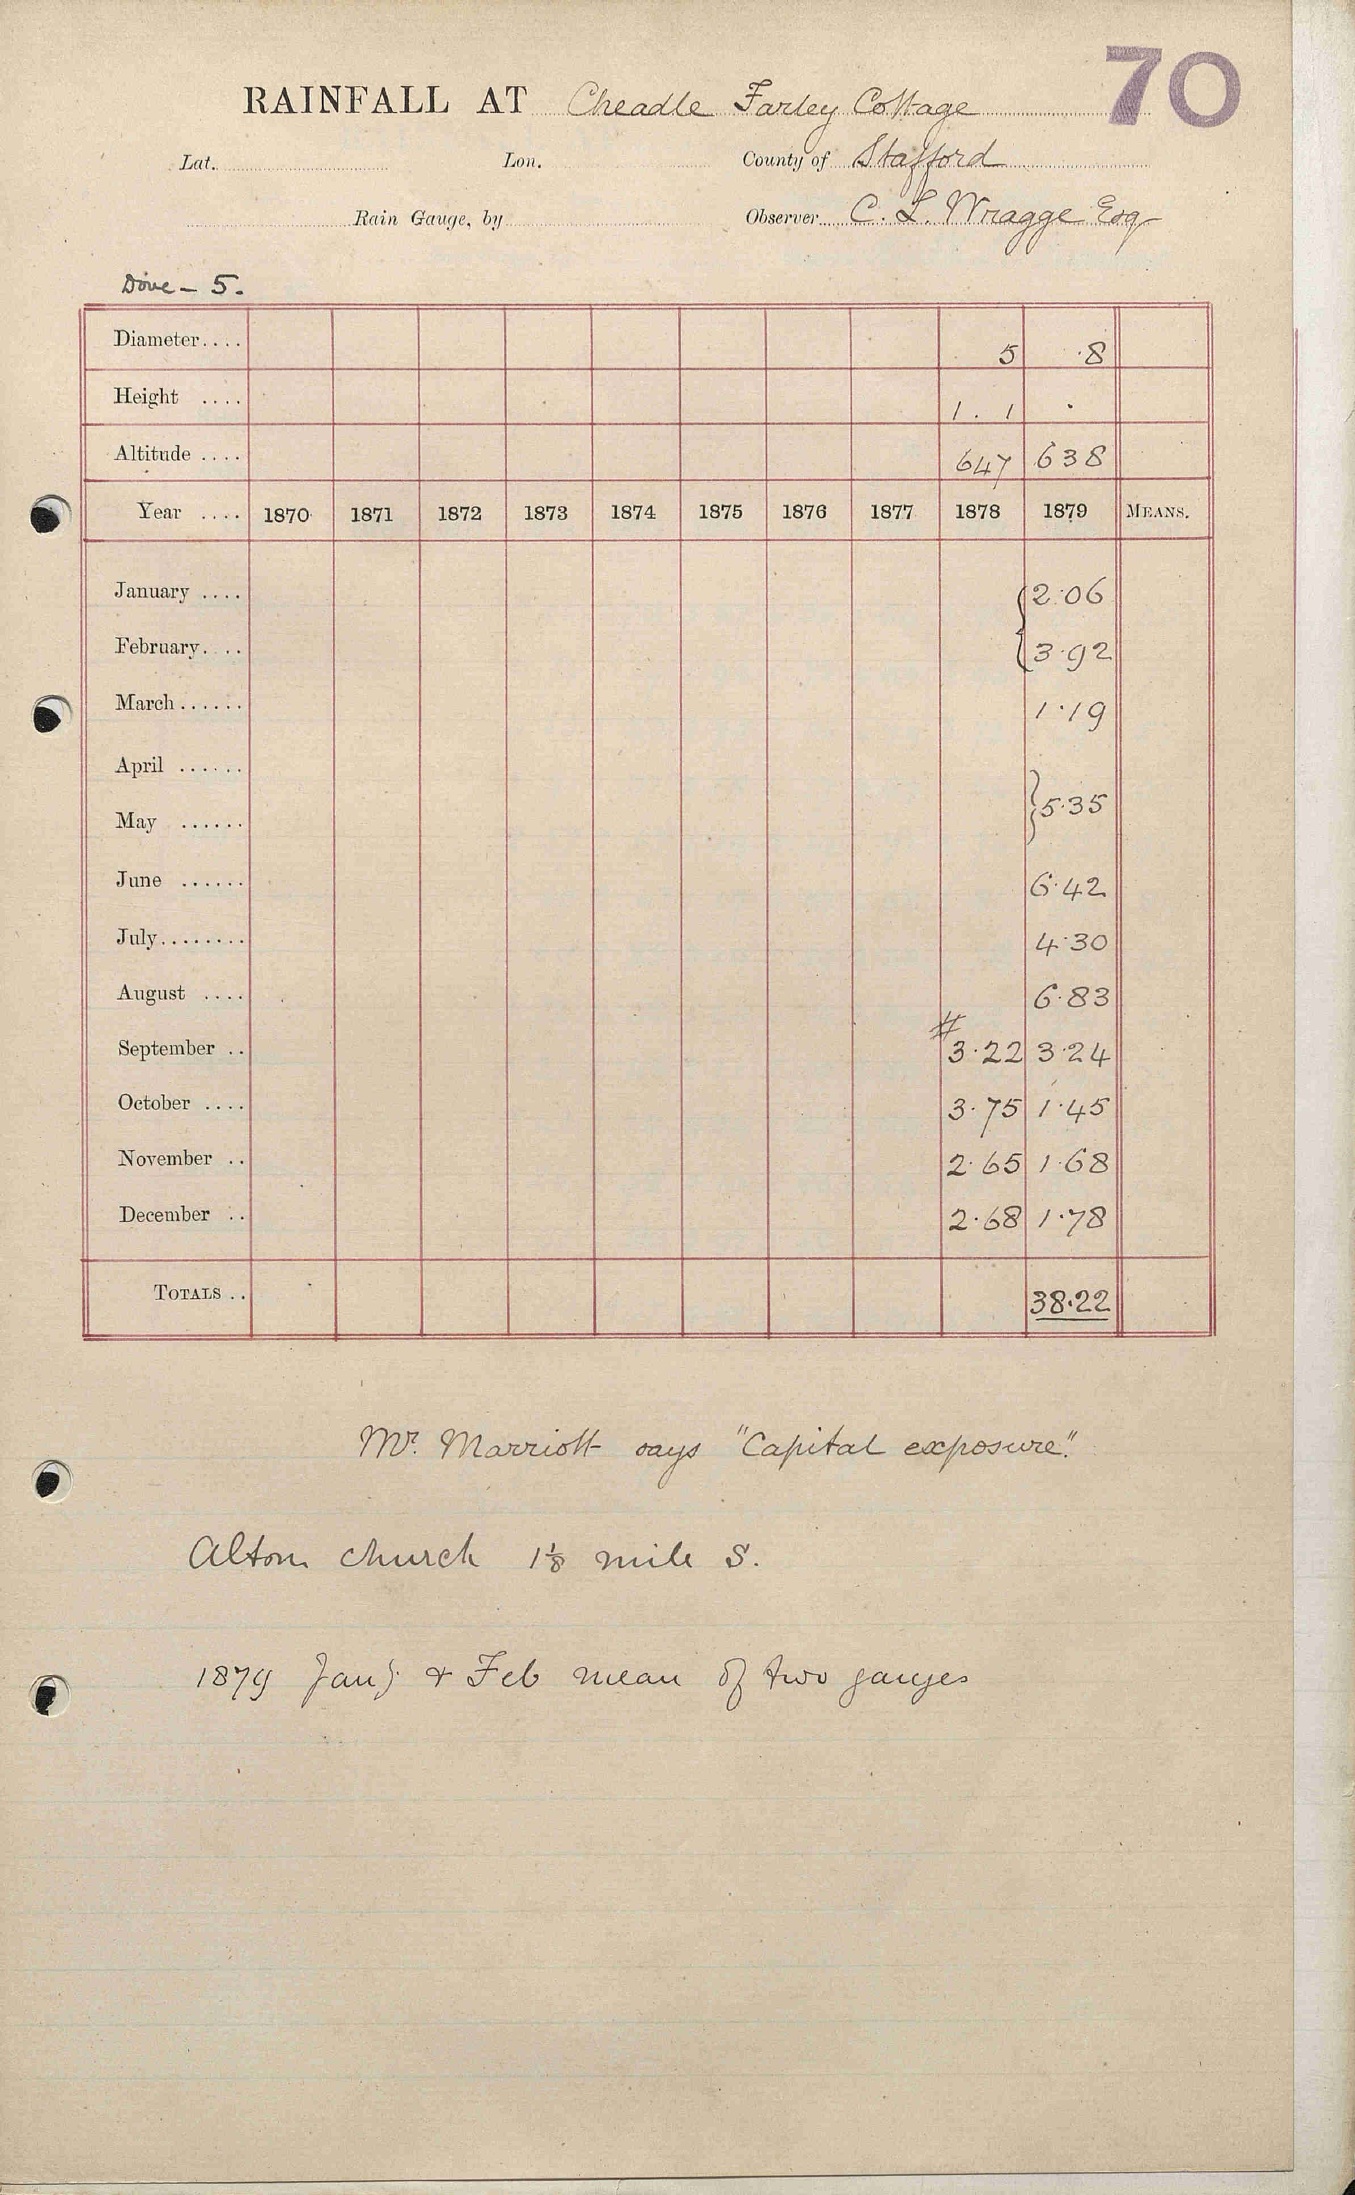 70
RAINFALL AT Cheadle Farley Cottage
Lat. Lon. County of Stafford
Rain Gauge, by Observer C. L. Wragge Esq
Dove – 5.
Diameter.... 5 .8
Height .... 1 . 1 .
Altitude .... 647 638
Year .... 1870 1871 1872 1873 1874 1875 1876 1877 1878 1879 MEANS.
January .... { 2.06
February.... 3.92
March...... 1.19
April ......
} 5.35
May ......
June ...... 6.42
July........ 4.30
August .... 6.83
September .. # 3.22 3.24
October .... 3.75 1.45
November .. 2.65 1.68
December .. 2.68 1.78
TOTALS .. 38.22
Mr. Marriott says "Capital exposure".
Alton church 1⅛ mile S.
1879 Jany & Feb mean of two gauges